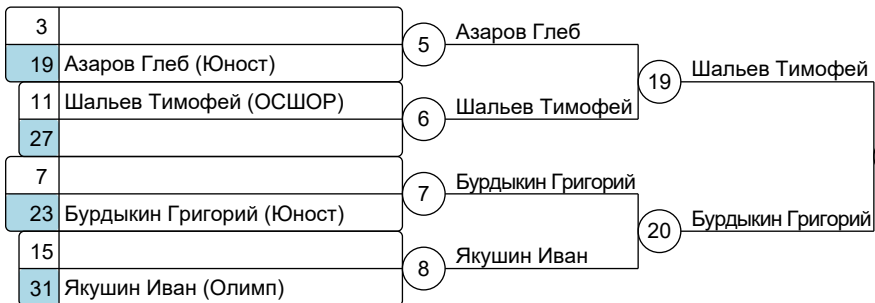 3
19 Азаров Глеб (Юност)
11 Шальев Тимофей (ОСШОР)
27
7
23 Бурдыкин Григорий (Юност)
15
31 Якушин Иван (Олимп)
5 Азаров Глеб
6 Шальев Тимофей
7 Бурдыкин Григорий
8 Якушин Иван
19 Шальев Тимофей
20 Бурдыкин Григорий